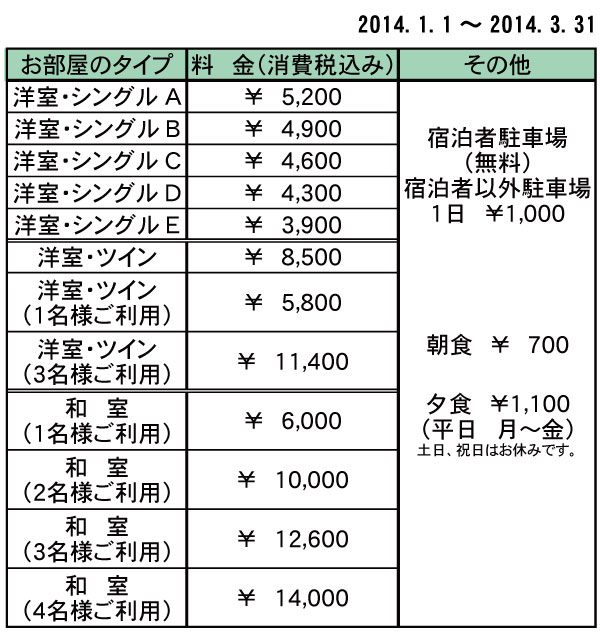 2014.1.1 ～ 2014.3.31
お部屋のタイプ 料　金(消費税込み) その他
洋室・シングル A ￥ 5,200
洋室・シングル B ￥ 4,900
洋室・シングル C ￥ 4,600
洋室・シングル D ￥ 4,300
洋室・シングル E ￥ 3,900
洋室・ツイン ￥ 8,500
洋室・ツイン
(1名様ご利用) ￥ 5,800
洋室・ツイン
(3名様ご利用) ￥ 11,400
和　室
(1名様ご利用) ￥ 6,000
和　室
(2名様ご利用) ￥ 10,000
和　室
(3名様ご利用) ￥ 12,600
和　室
(4名様ご利用) ￥ 14,000
宿泊者駐車場
(無料)
宿泊者以外駐車場
1日 ￥1,000
朝食 ￥ 700
夕食 ￥1,100
(平日　月～金)
土日、祝日はお休みです。